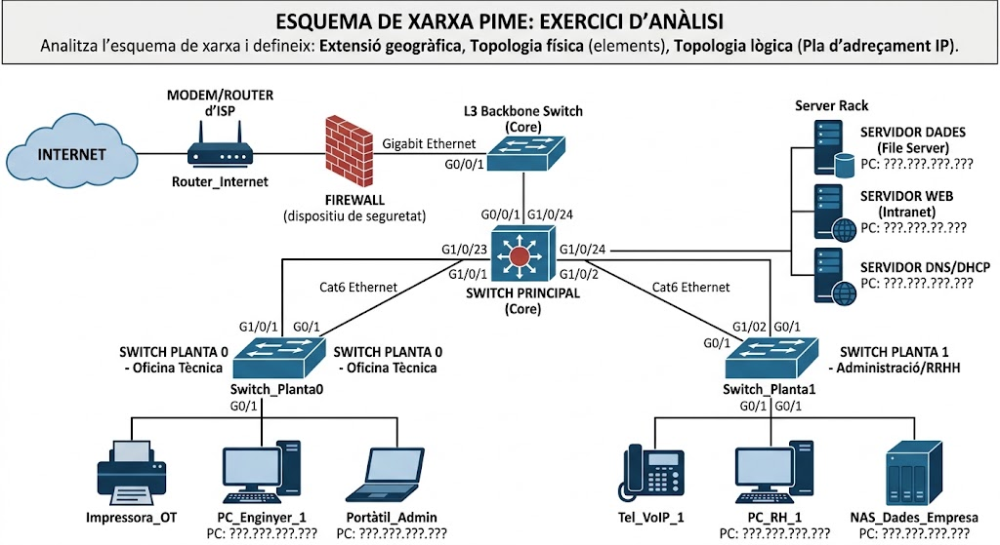 ESQUEMA DE XARXA PIME: EXERCICI D'ANÀLISI
Analitza l'esquema de xarxa i defineix: Extensió geogràfica, Topologia física (elements), Topologia lògica (Pla d'adreçament IP).
INTERNET
MODEM/ROUTER
d'ISP
Router_Internet
FIREWALL
(dispositiu de seguretat)
Gigabit Ethernet
G0/0/1
L3 Backbone Switch
(Core)
G0/0/1
G1/0/24
G1/0/23
G1/0/24
G1/0/1
G1/0/2
SWITCH PRINCIPAL
(Core)
Server Rack
SERVIDOR DADES
(File Server)
PC: ???.???.???.???
SERVIDOR WEB
(Intranet)
PC: ???.???.??.???
SERVIDOR DNS/DHCP
PC: ???.???.???.???
Cat6 Ethernet
Cat6 Ethernet
G1/0/1
G0/1
SWITCH PLANTA 0
- Oficina Tècnica
SWITCH PLANTA 0
- Oficina Tècnica
Switch_Planta0
G0/1
G0/1
G1/02
G0/1
SWITCH PLANTA 1
- Administració/RRHH
Switch_Planta1
G0/1
G0/1
Impressora_OT
PC_Enginyer_1
PC: ???.???.???.???
Portàtil_Admin
PC: ???.???.???.???
Tel_VoIP_1
PC_RH_1
PC: ???.???.???.???
NAS_Dades_Empresa
PC: ???.???.???.???